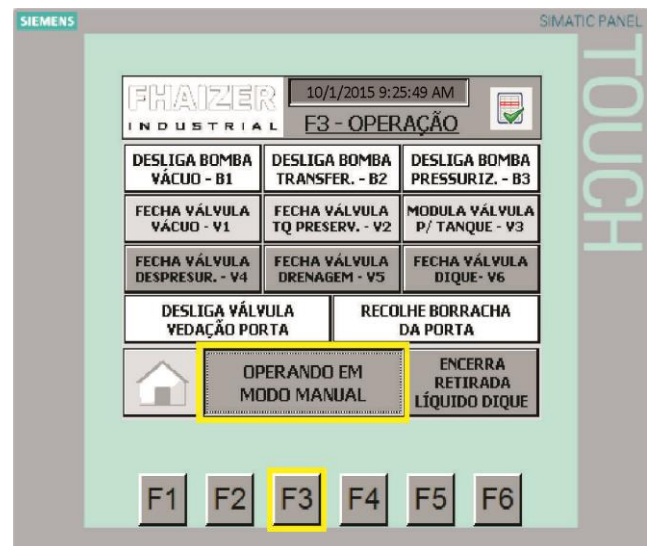 SIEMENS
SIMATIC PANEL
TOUCH
FHAIZER
INDUSTRIAL
10/1/2015 9:25:49 AM
F3 - OPERAÇÃO
DESLIGA BOMBA
VÁCUO - B1
DESLIGA BOMBA
TRANSFER. - B2
DESLIGA BOMBA
PRESSURIZ. - B3
FECHA VÁLVULA
VÁCUO - V1
FECHA VÁLVULA
TQ PRESERV. - V2
MODULA VÁLVULA
P/ TANQUE - V3
FECHA VÁLVULA
DESPRESUR. - V4
FECHA VÁLVULA
DRENAGEM - V5
FECHA VÁLVULA
DIQUE- V6
DESLIGA VÁLVULA
VEDAÇÃO PORTA
RECOLHE BORRACHA
DA PORTA
OPERANDO EM
MODO MANUAL
ENCERRA
RETIRADA
LÍQUIDO DIQUE
F1
F2
F3
F4
F5
F6